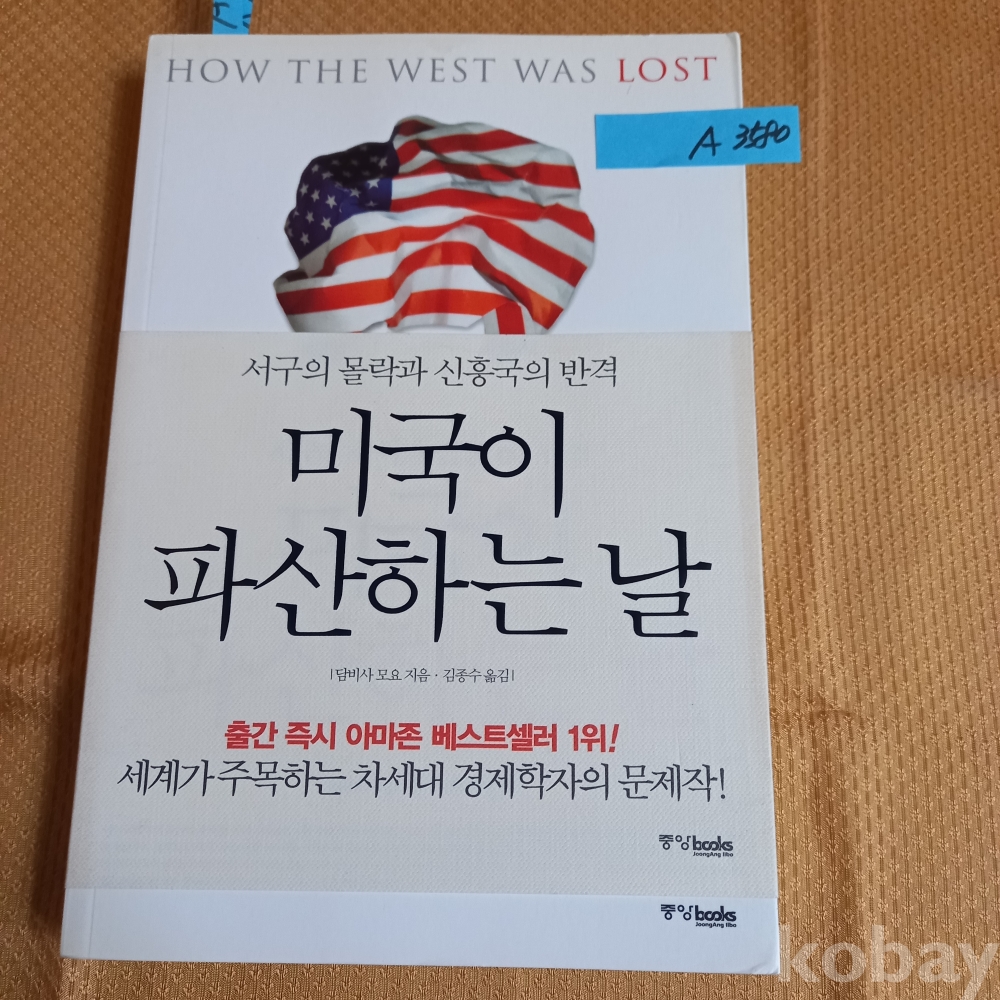 HOW THE WEST WAS LOST
A 3580
서구의 몰락과 신흥국의 반격
미국이
파산하는 날
|담비사 모요 지음 · 김종수 옮김|
출간 즉시 아마존 베스트셀러 1위!
세계가 주목하는 차세대 경제학자의 문제작!
중앙books
JoongAng Ilbo
중앙books
JoongAng Ilbo
kobay